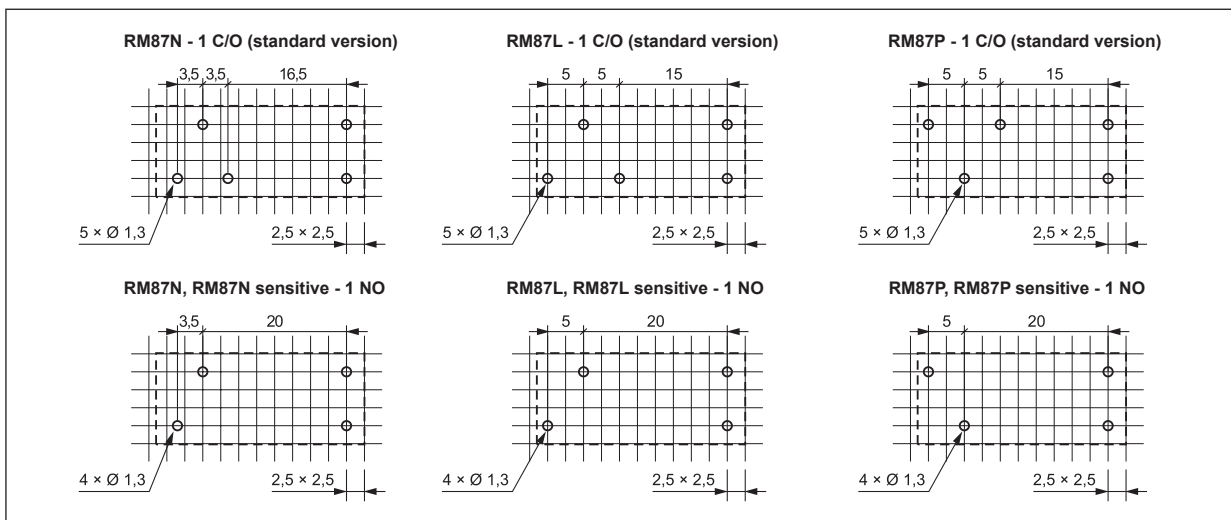 RM87N - 1 C/O (standard version)
3,5 3,5 16,5
5 × Ø 1,3
2,5 × 2,5
RM87L - 1 C/O (standard version)
5 5 15
5 × Ø 1,3
2,5 × 2,5
RM87P - 1 C/O (standard version)
5 5 15
5 × Ø 1,3
2,5 × 2,5
RM87N, RM87N sensitive - 1 NO
3,5 20
4 × Ø 1,3
2,5 × 2,5
RM87L, RM87L sensitive - 1 NO
5 20
4 × Ø 1,3
2,5 × 2,5
RM87P, RM87P sensitive - 1 NO
5 20
4 × Ø 1,3
2,5 × 2,5